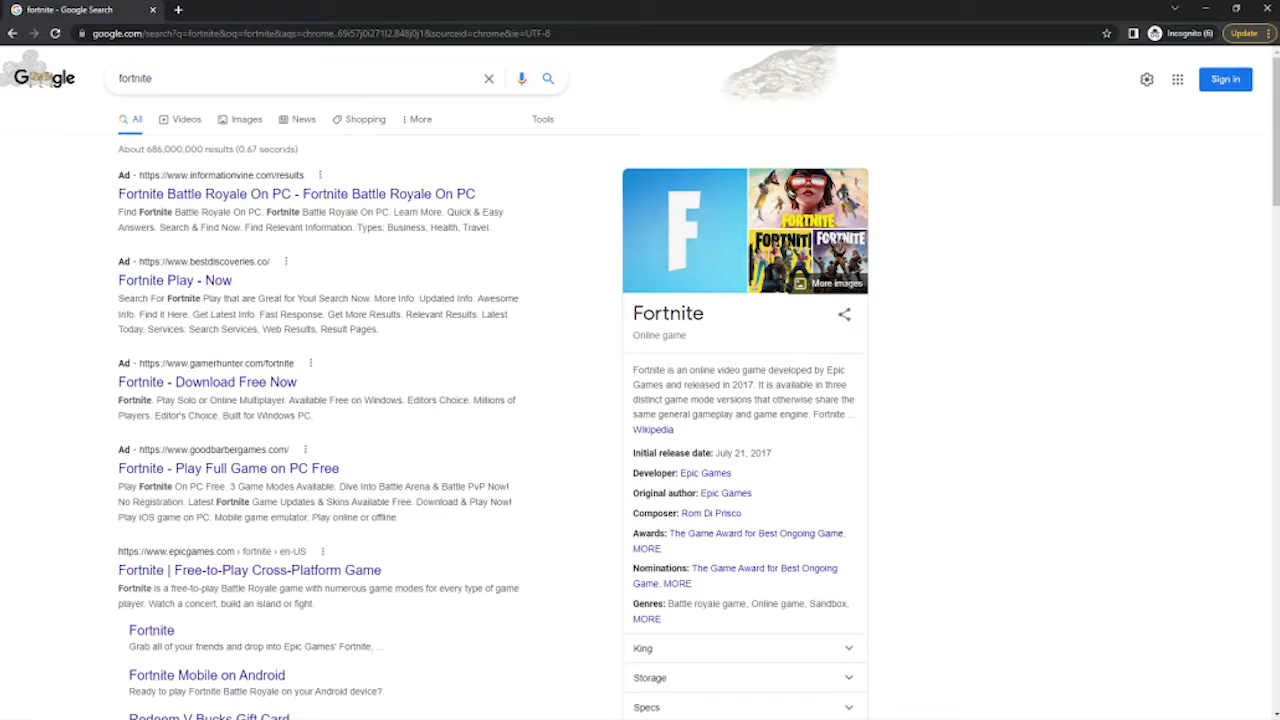 fortnite - Google Search
google.com/search?q=fortnite&oq=fortnite&aqs=chrome..69i57j0i271l2.848j0j1&sourceid=chrome&ie=UTF-8
Incognito (6)
Update
fortnite
Sign in
All
Videos
Images
News
Shopping
More
Tools
About 686,000,000 results (0.67 seconds)
Ad · https://www.informationvine.com/results
Fortnite Battle Royale On PC - Fortnite Battle Royale On PC
Find Fortnite Battle Royale On PC. Fortnite Battle Royale On PC. Learn More. Quick & Easy
Answers. Search & Find Now. Find Relevant Information. Types: Business, Health, Travel.
Ad · https://www.bestdiscoveries.co/
Fortnite Play - Now
Search For Fortnite Play that are Great for You! Search Now. More Info. Updated Info. Awesome
Info. Find it Here. Get Latest Info. Fast Response. Get More Results. Relevant Results. Latest
Today. Services. Search Services, Web Results, Result Pages.
Ad · https://www.gamerhunter.com/fortnite
Fortnite - Download Free Now
Fortnite. Play Solo or Online Multiplayer. Available Free on Windows. Editors Choice. Millions of
Players. Editor's Choice. Built for Windows PC.
Ad · https://www.goodbarbergames.com/
Fortnite - Play Full Game on PC Free
Play Fortnite On PC Free. 3 Game Modes Available. Dive Into Battle Arena & Battle PvP Now!
No Registration. Latest Fortnite Game Updates & Skins Available Free. Download & Play Now!
Play iOS game on PC. Mobile game emulator. Play online or offline.
https://www.epicgames.com › fortnite › en-US
Fortnite | Free-to-Play Cross-Platform Game
Fortnite is a free-to-play Battle Royale game with numerous game modes for every type of game
player. Watch a concert, build an island or fight.
Fortnite
Grab all of your friends and drop into Epic Games' Fortnite, ...
Fortnite Mobile on Android
Ready to play Fortnite Battle Royale on your Android device?
Redeem V Bucks Gift Card
F
FORTNITE
FORTNITE
FORTNITE
More images
Fortnite
Online game
Fortnite is an online video game developed by Epic
Games and released in 2017. It is available in three
distinct game mode versions that otherwise share the
same general gameplay and game engine: Fortnite ...
Wikipedia
Initial release date: July 21, 2017
Developer: Epic Games
Original author: Epic Games
Composer: Rom Di Prisco
Awards: The Game Award for Best Ongoing Game,
MORE
Nominations: The Game Award for Best Ongoing
Game, MORE
Genres: Battle royale game, Online game, Sandbox,
MORE
King
Storage
Specs